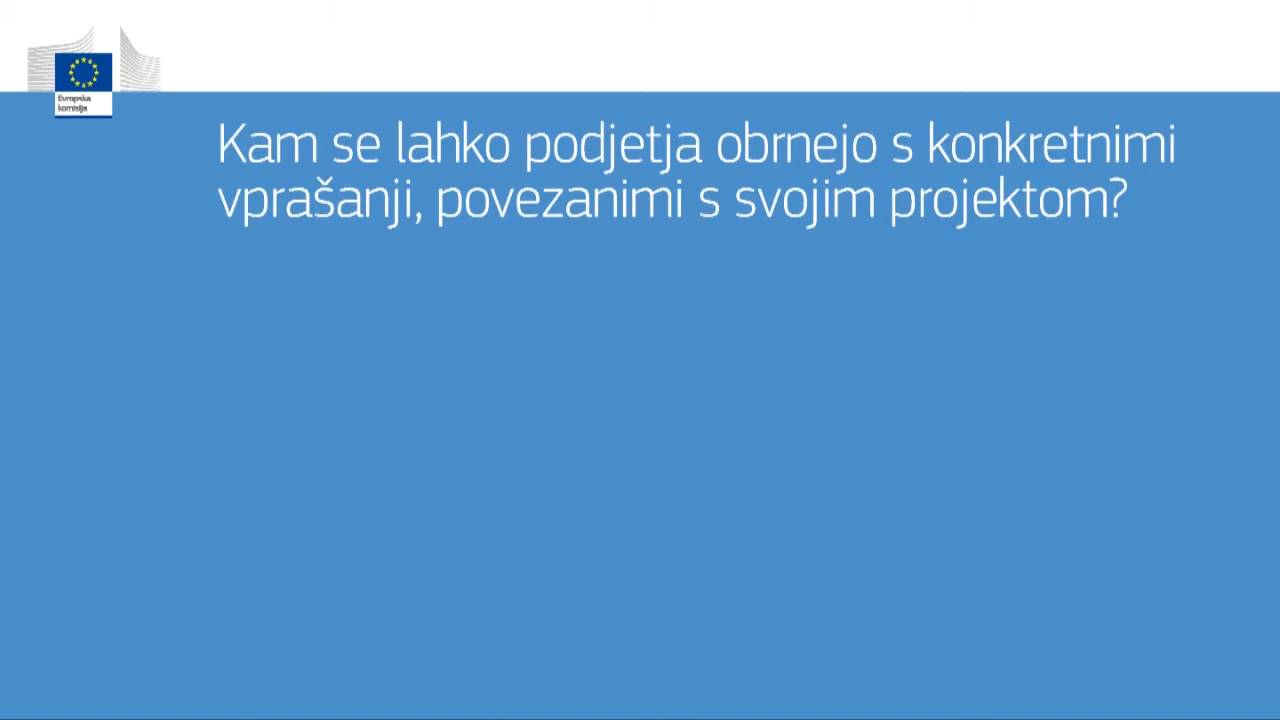 Evropska
komisija
Kam se lahko podjetja obrnejo s konkretnimi
vprašanji, povezanimi s svojim projektom?